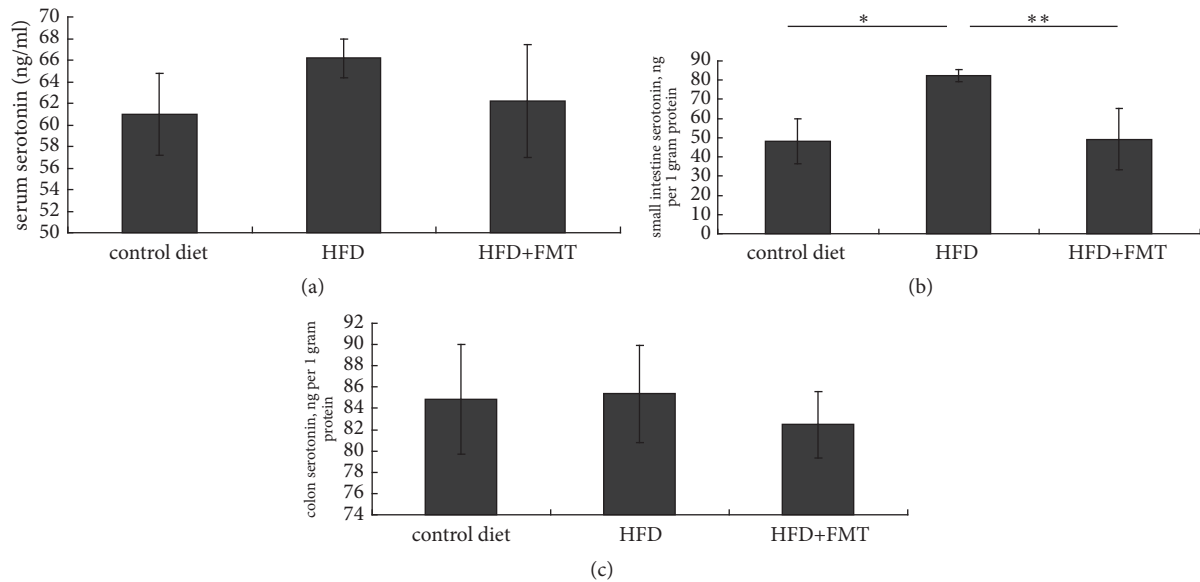 serum serotonin (ng/ml)
70
68
66
64
62
60
58
56
54
52
50
control diet
HFD
HFD+FMT
(a)
*
**
small intestine serotonin, ng
per 1 gram protein
90
80
70
60
50
40
30
20
10
0
control diet
HFD
HFD+FMT
(b)
colon serotonin, ng per 1 gram
protein
92
90
88
86
84
82
80
78
76
74
control diet
HFD
HFD+FMT
(c)